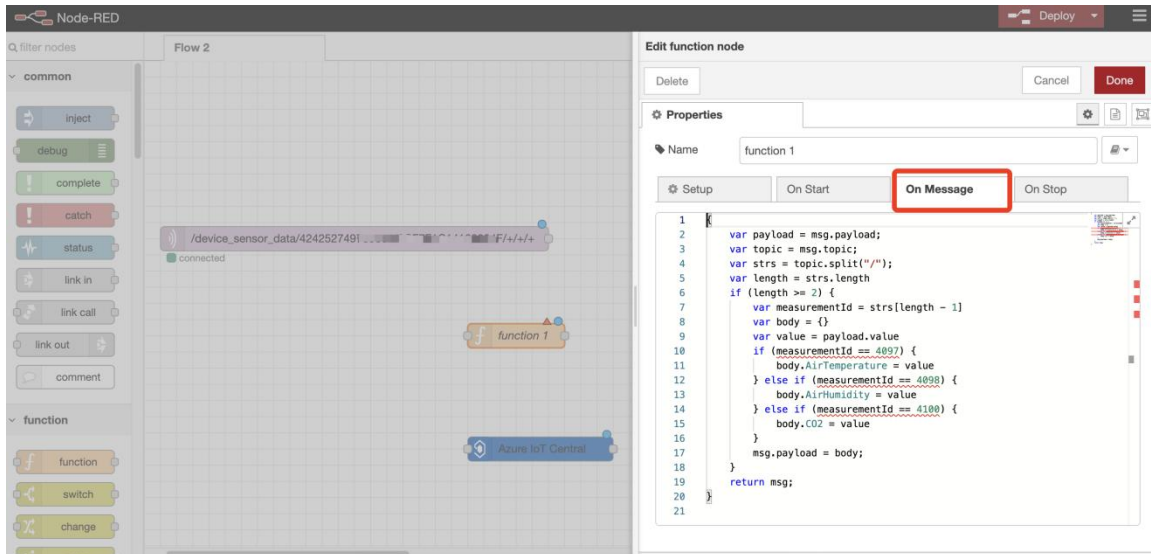 Node-RED
Deploy
filter nodes
Flow 2
Edit function node
common
Delete
Cancel
Done
inject
Properties
debug
Name
function 1
complete
Setup
On Start
On Message
On Stop
catch
status
link in
link call
link out
comment
function
function
switch
change
/device_sensor_data/424252749
F/+/+/+
connected
function 1
Azure IoT Central
1 {
2 var payload = msg.payload;
3 var topic = msg.topic;
4 var strs = topic.split("/");
5 var length = strs.length
6 if (length >= 2) {
7 var measurementId = strs[length - 1]
8 var body = {}
9 var value = payload.value
10 if (measurementId == 4097) {
11 body.AirTemperature = value
12 } else if (measurementId == 4098) {
13 body.AirHumidity = value
14 } else if (measurementId == 4100) {
15 body.CO2 = value
16 }
17 msg.payload = body;
18 }
19 return msg;
20 }
21